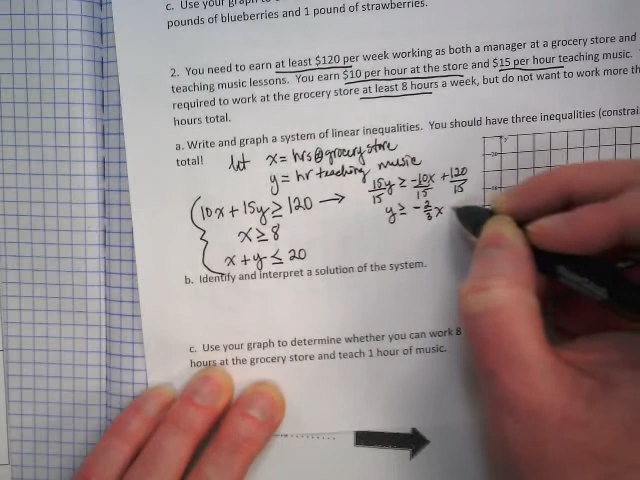 c. Use your graph to
pounds of blueberries and 1 pound of strawberries.
2. You need to earn at least $120 per week working as both a manager at a grocery store and
teaching music lessons. You earn $10 per hour at the store and $15 per hour teaching music.
required to work at the grocery store at least 8 hours a week, but do not want to work more tha
hours total.
a. Write and graph a system of linear inequalities. You should have three inequalities (constrai
total!
let x = hrs @ grocery store
y = hr teaching music
10x + 15y ≥ 120 → 15y/15 ≥ -10x/15 + 120/15
x ≥ 8
y ≥ -2/3 x
x + y ≤ 20
b. Identify and interpret a solution of the system.
c. Use your graph to determine whether you can work 8
hours at the grocery store and teach 1 hour of music.